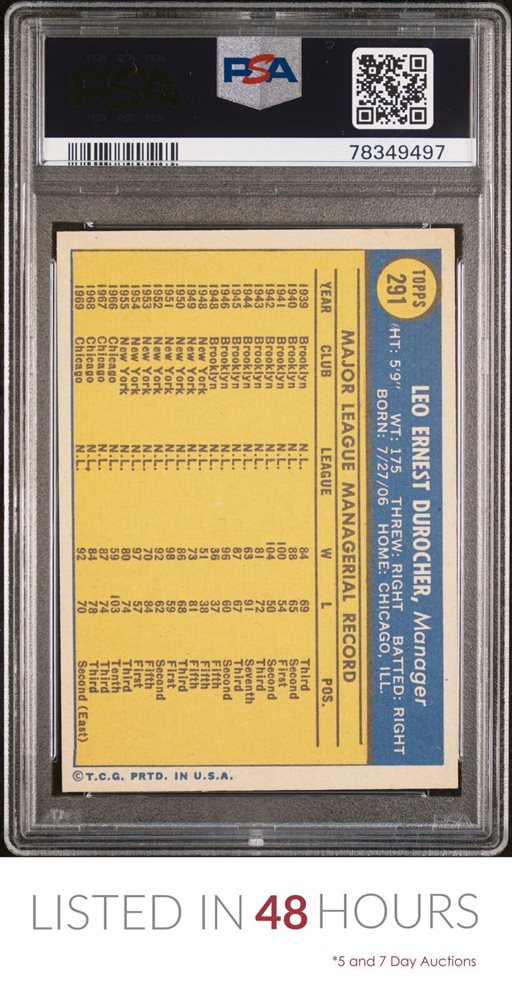 PSA
PSA
78349497
TOPPS
291
LEO ERNEST DUROCHER, Manager
HT: 5'9" WT: 175 THREW: RIGHT BATTED: RIGHT
BORN: 7/27/06 HOME: CHICAGO, ILL.
MAJOR LEAGUE MANAGERIAL RECORD
YEAR CLUB LEAGUE W L POS.
1939 Brooklyn N.L. 84 69 Third
1940 Brooklyn N.L. 88 65 Second
1941 Brooklyn N.L. 100 54 First
1942 Brooklyn N.L. 104 50 Second
1943 Brooklyn N.L. 81 72 Third
1944 Brooklyn N.L. 63 91 Seventh
1945 Brooklyn N.L. 87 67 Third
1946 Brooklyn N.L. 96 60 Second
1948 Brooklyn N.L. 36 37 Fifth
1948 New York N.L. 51 38 Fifth
1949 New York N.L. 73 81 Fifth
1950 New York N.L. 86 68 Third
1951 New York N.L. 98 59 First
1952 New York N.L. 92 62 Second
1953 New York N.L. 70 84 Fifth
1954 New York N.L. 97 57 First
1955 New York N.L. 80 74 Third
1966 Chicago N.L. 59 103 Tenth
1967 Chicago N.L. 87 74 Third
1968 Chicago N.L. 84 78 Third
1969 Chicago N.L. 92 70 Second (East)
© T.C.G. PRTD. IN U.S.A.
LISTED IN 48 HOURS
*5 and 7 Day Auctions